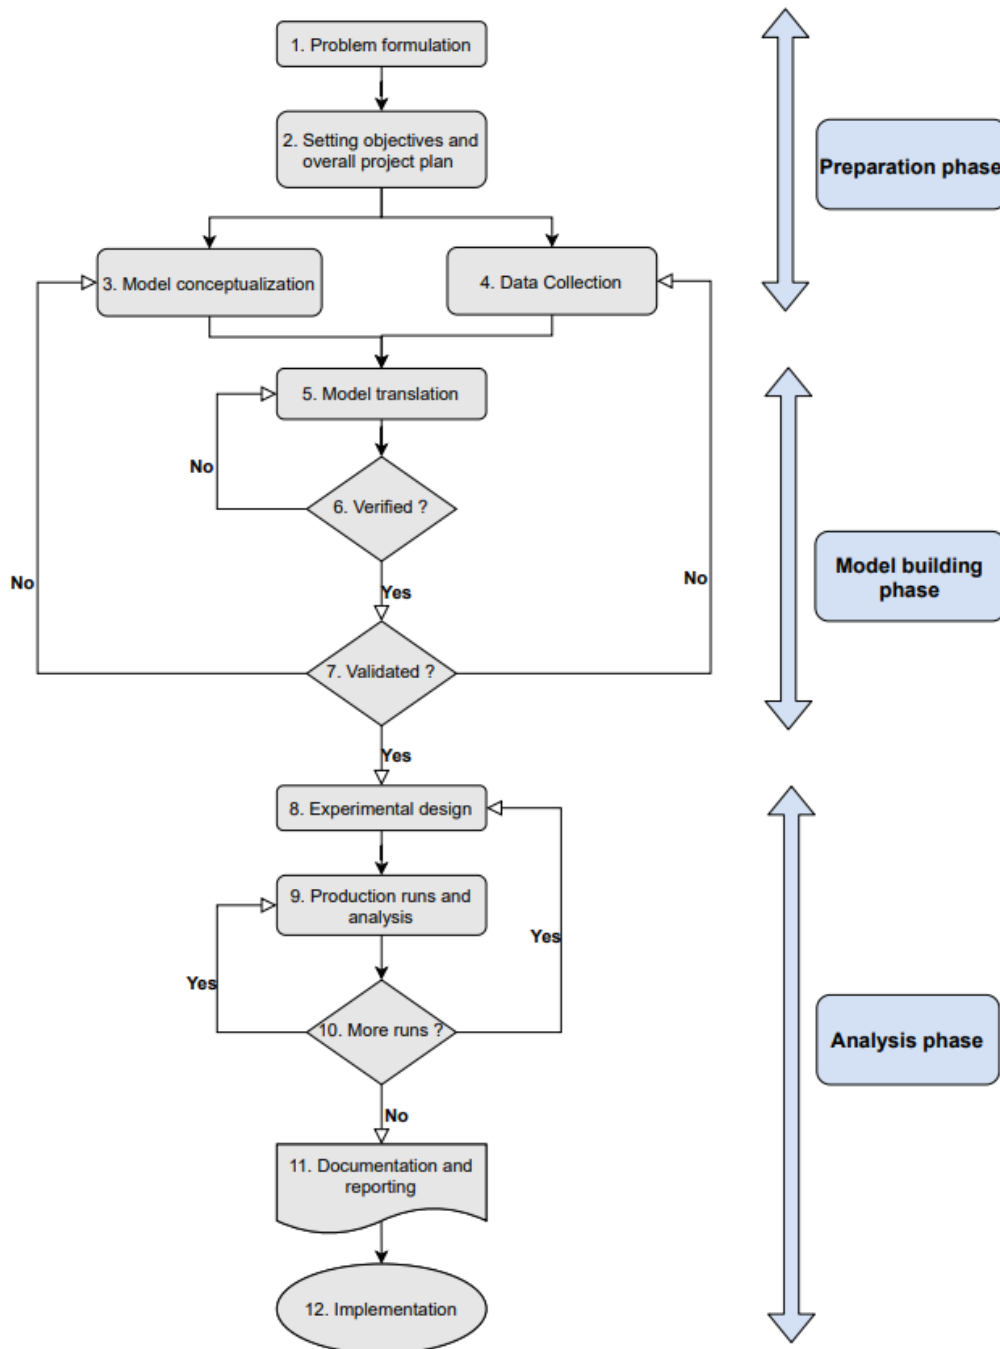 1. Problem formulation
2. Setting objectives and
overall project plan
Preparation phase
3. Model conceptualization
4. Data Collection
5. Model translation
No
6. Verified ?
Model building
phase
No
Yes
No
7. Validated ?
Yes
8. Experimental design
9. Production runs and
analysis
Yes
Yes
10. More runs ?
Analysis phase
No
11. Documentation and
reporting
12. Implementation